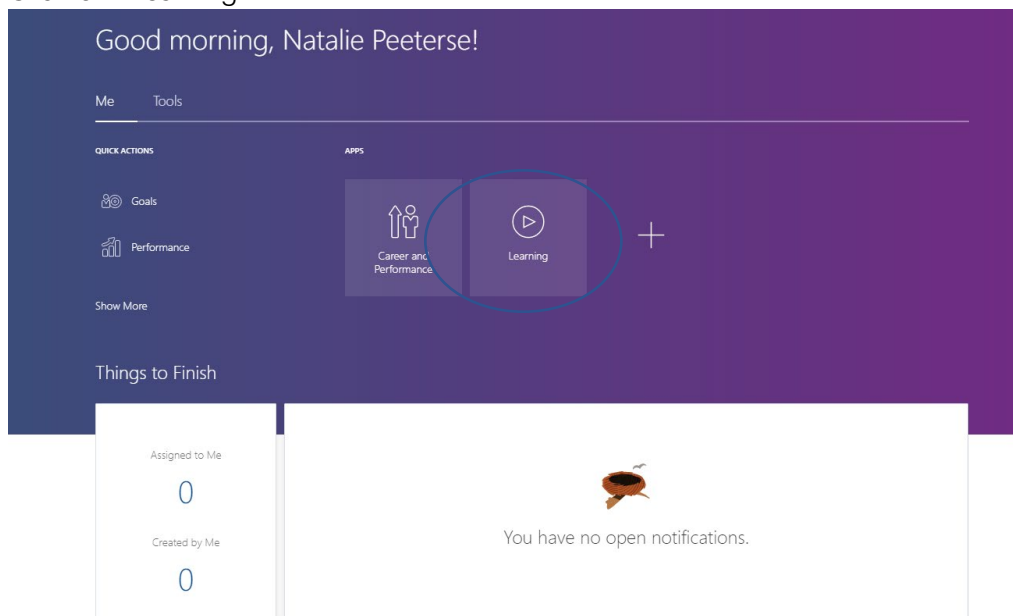 Good morning, Natalie Peeterse!
Me Tools
QUICK ACTIONS
APPS
Goals
Performance
Show More
Career and
Performance
Learning
Things to Finish
Assigned to Me
0
Created by Me
0
You have no open notifications.